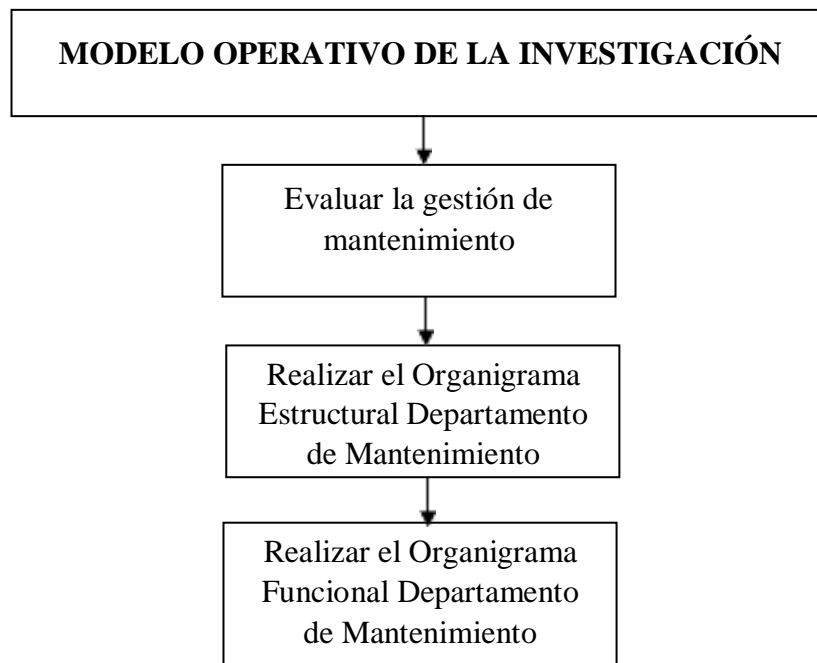 MODELO OPERATIVO DE LA INVESTIGACIÓN
Evaluar la gestión de
mantenimiento
Realizar el Organigrama
Estructural Departamento
de Mantenimiento
Realizar el Organigrama
Funcional Departamento
de Mantenimiento